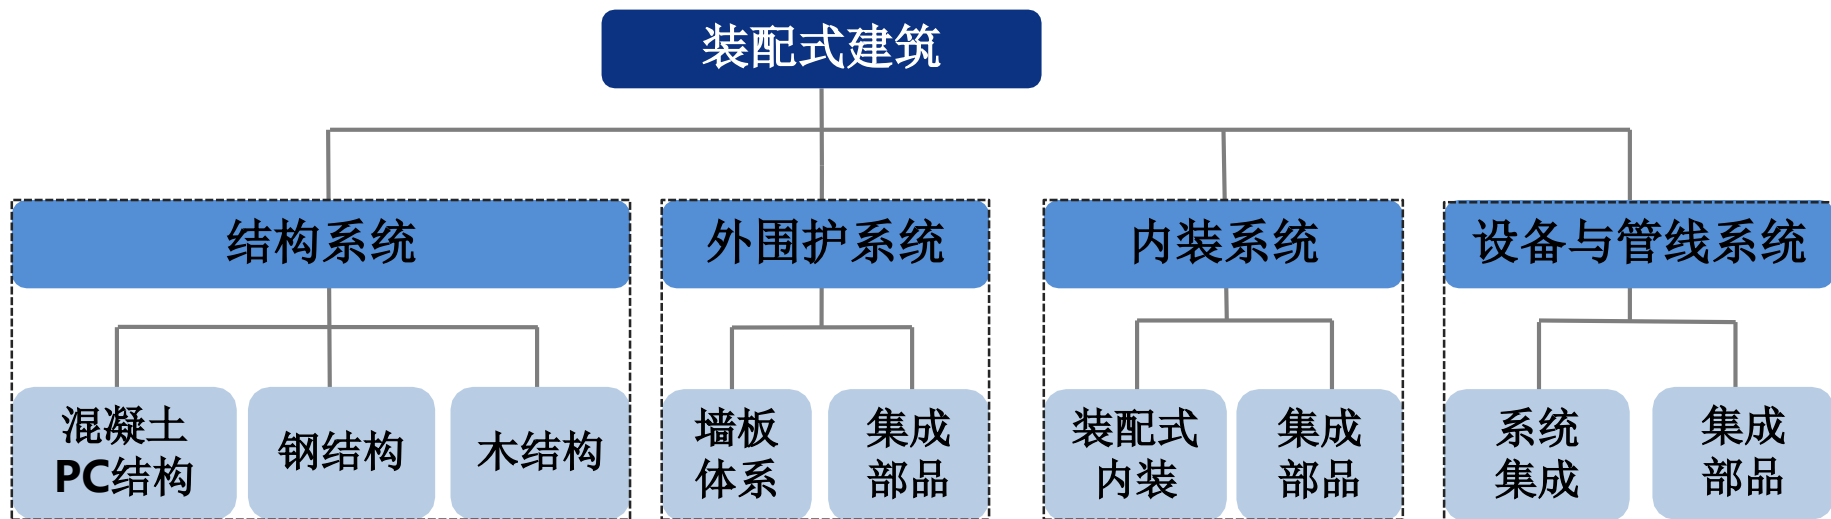 装配式建筑
结构系统
外围护系统
内装系统
设备与管线系统
混凝土
PC结构
钢结构
木结构
墙板
体系
集成
部品
装配式
内装
集成
部品
系统
集成
集成
部品